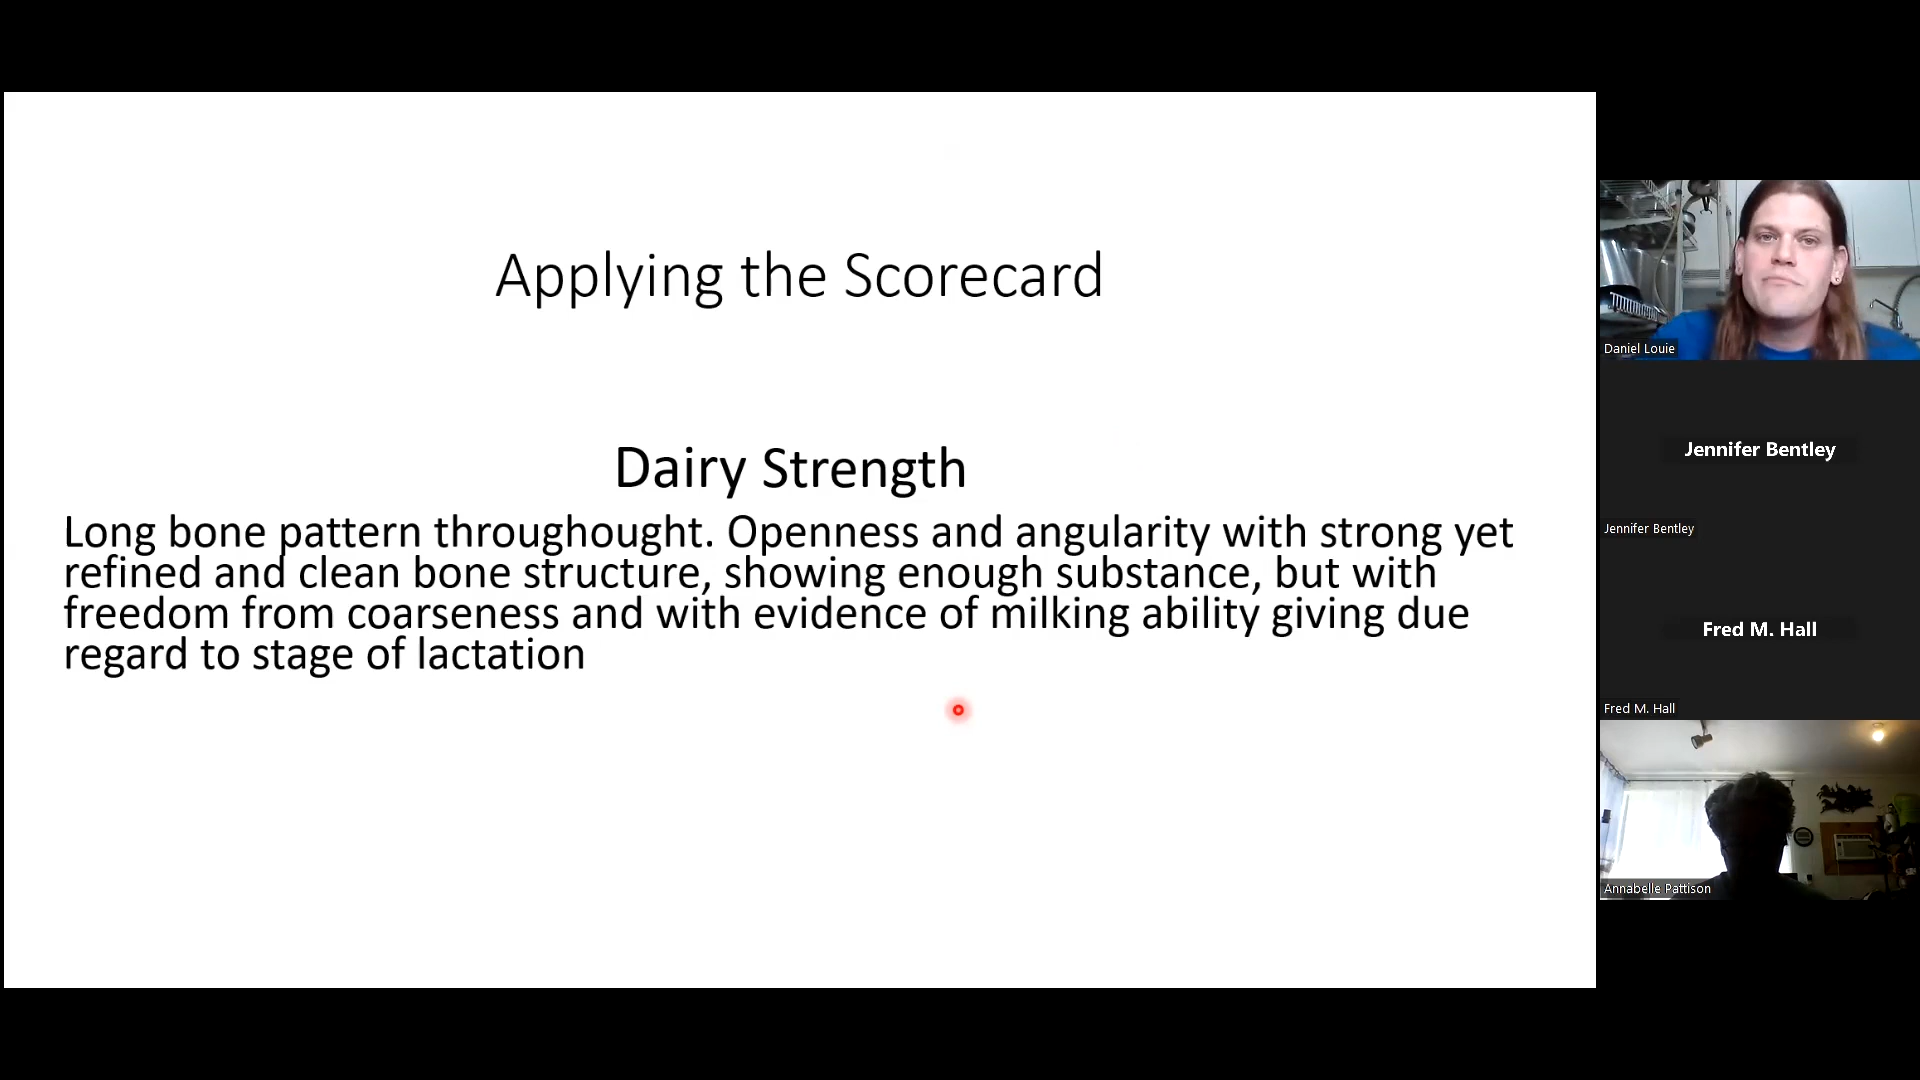 Applying the Scorecard
Dairy Strength
Long bone pattern throughought. Openness and angularity with strong yet
refined and clean bone structure, showing enough substance, but with
freedom from coarseness and with evidence of milking ability giving due
regard to stage of lactation
Daniel Louie
Jennifer Bentley
Jennifer Bentley
Fred M. Hall
Fred M. Hall
Annabelle Pattison